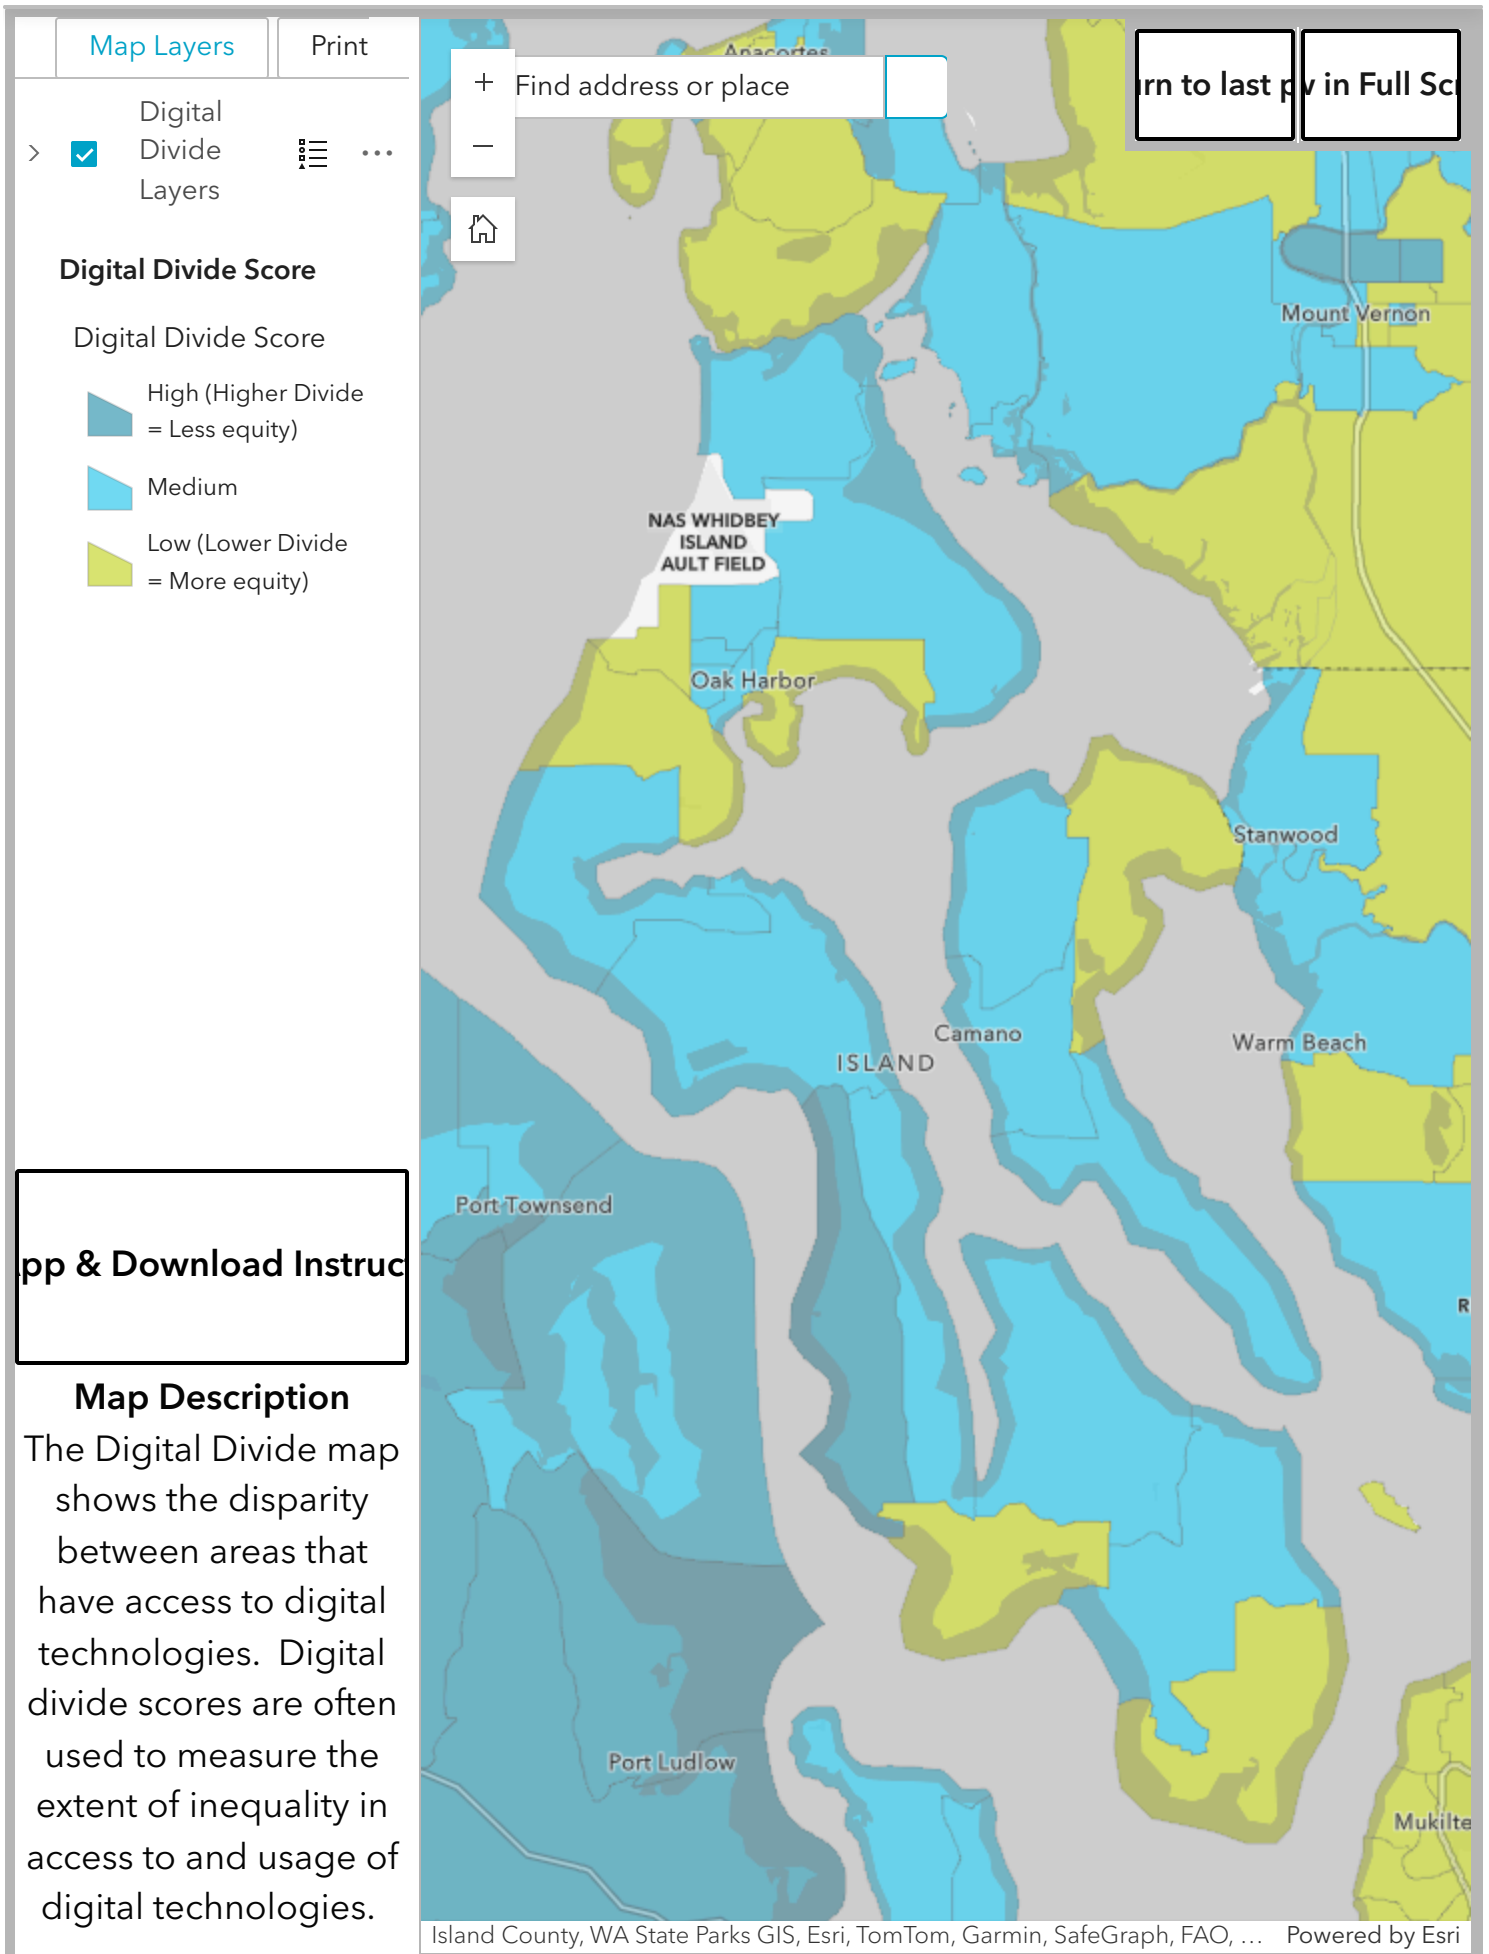 Map Layers
Print
Digital
Divide
Layers
Digital Divide Score
Digital Divide Score
High (Higher Divide
= Less equity)
Medium
Low (Lower Divide
= More equity)
pp & Download Instruc
Map Description
The Digital Divide map
shows the disparity
between areas that
have access to digital
technologies.  Digital
divide scores are often
used to measure the
extent of inequality in
access to and usage of
digital technologies.
Find address or place
rn to last p
v in Full Scr
Anacortes
Mount Vernon
NAS WHIDBEY
ISLAND
AULT FIELD
Oak Harbor
Stanwood
Camano
Warm Beach
ISLAND
Port Townsend
R
Port Ludlow
Mukilte
Island County, WA State Parks GIS, Esri, TomTom, Garmin, SafeGraph, FAO, ...
Powered by Esri